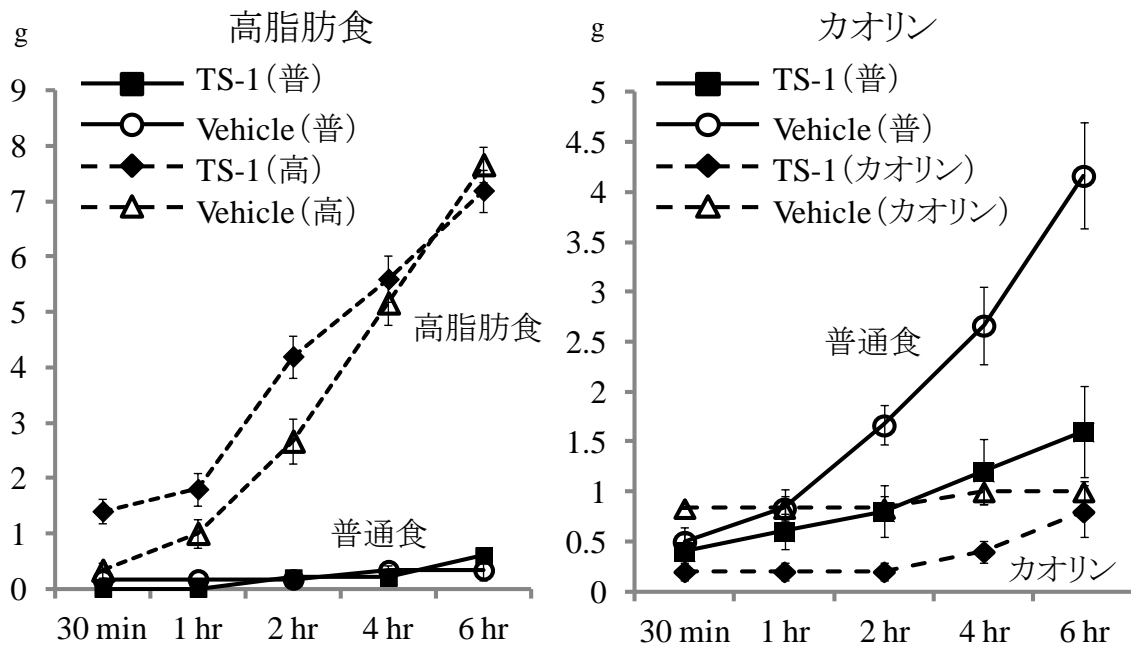 g
高脂肪食
TS-1（普）
Vehicle（普）
TS-1（高）
Vehicle（高）
9
8
7
6
5
4
3
2
1
0
高脂肪食
普通食
30 min
1 hr
2 hr
4 hr
6 hr
g
カオリン
TS-1（普）
Vehicle（普）
TS-1（カオリン）
Vehicle（カオリン）
5
4.5
4
3.5
3
2.5
2
1.5
1
0.5
0
普通食
カオリン
30 min
1 hr
2 hr
4 hr
6 hr